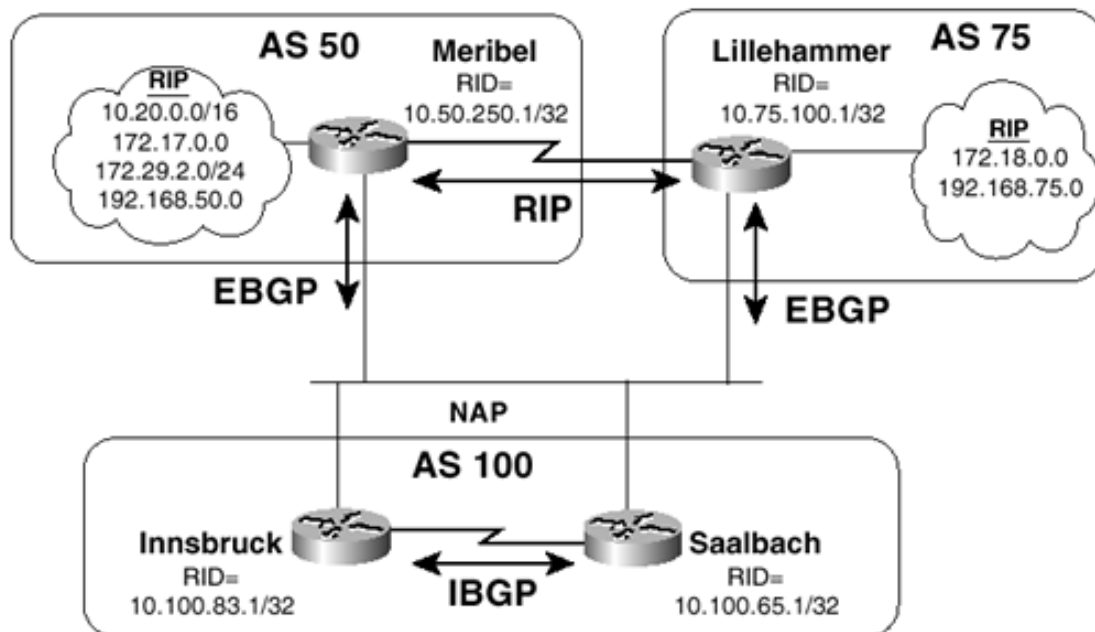 AS 50
Meribel
RID=
10.50.250.1/32
RIP
10.20.0.0/16
172.17.0.0
172.29.2.0/24
192.168.50.0
Lillehammer
RID=
10.75.100.1/32
AS 75
RIP
172.18.0.0
192.168.75.0
RIP
EBGP
EBGP
NAP
AS 100
Innsbruck
RID=
10.100.83.1/32
IBGP
Saalbach
RID=
10.100.65.1/32